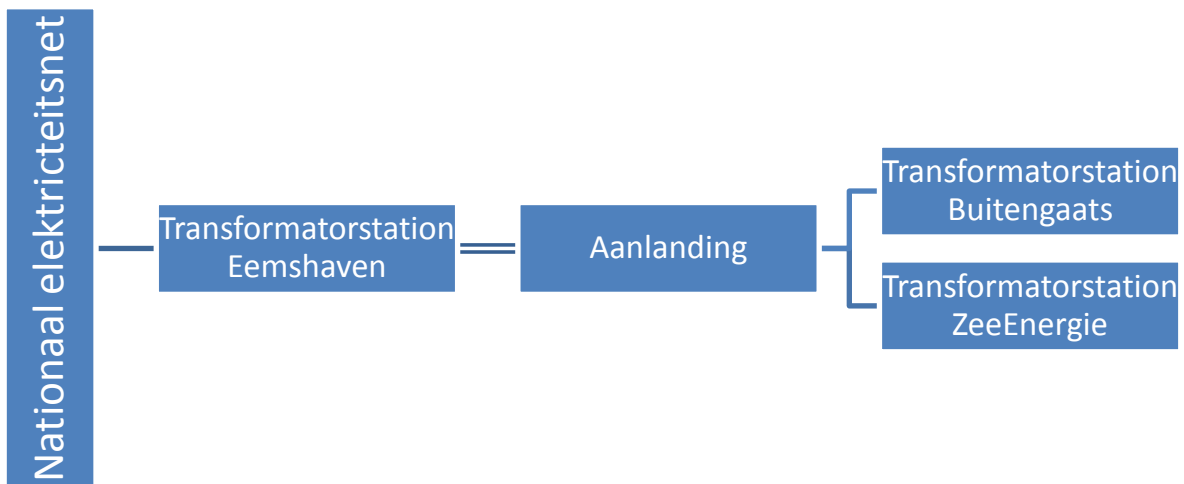 Nationaal elektriciteitsnet
Transformatorstation
Eemshaven
Aanlanding
Transformatorstation
Buitengaats
Transformatorstation
ZeeEnergie